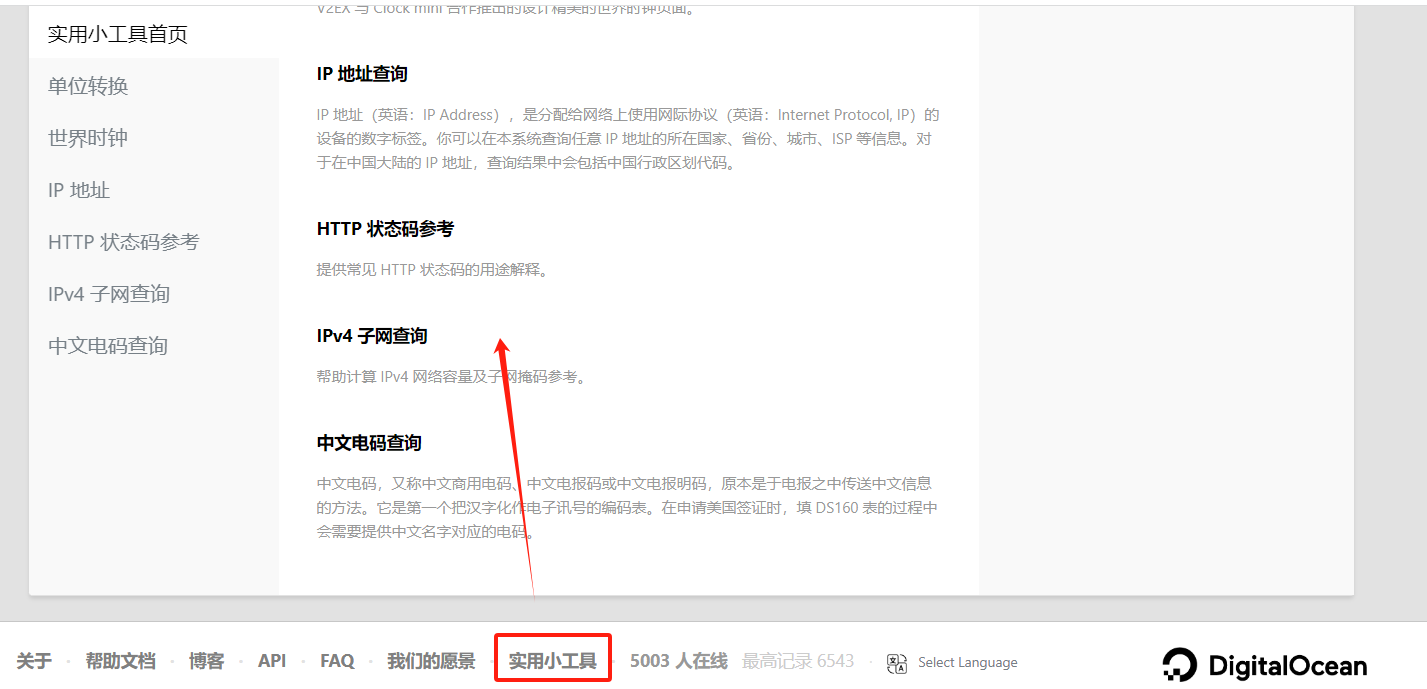 V2EX 与 Clock mini 合作推出的设计精美的世界时钟页面。
实用小工具首页
单位转换
世界时钟
IP 地址
HTTP 状态码参考
IPv4 子网查询
中文电码查询
IP 地址查询
IP 地址（英语：IP Address），是分配给网络上使用网际协议（英语：Internet Protocol, IP）的
设备的数字标签。你可以在本系统查询任意 IP 地址的所在国家、省份、城市、ISP 等信息。对
于在中国大陆的 IP 地址，查询结果中会包括中国行政区划代码。
HTTP 状态码参考
提供常见 HTTP 状态码的用途解释。
IPv4 子网查询
帮助计算 IPv4 网络容量及子网掩码参考。
中文电码查询
中文电码，又称中文商用电码、中文电报码或中文电报明码，原本是于电报之中传送中文信息
的方法。它是第一个把汉字化作电子讯号的编码表。在申请美国签证时，填 DS160 表的过程中
会需要提供中文名字对应的电码。
关于 · 帮助文档 · 博客 · API · FAQ · 我们的愿景 · 实用小工具 · 5003 人在线 最高记录 6543 · Select Language
DigitalOcean